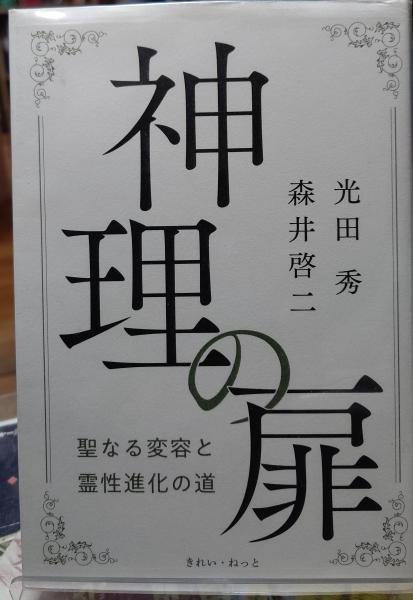 神理の扉
光田 秀
森井啓二
聖なる変容と
霊性進化の道
きれい・ねっと